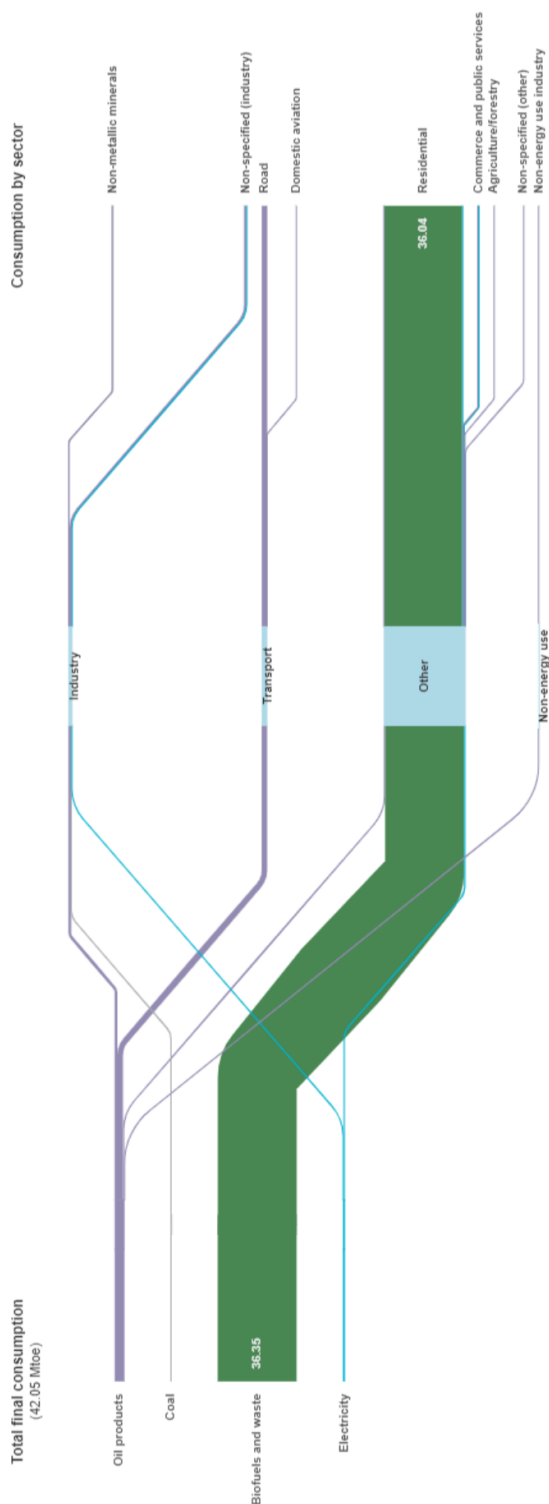 Total final consumption
(42.05 Mtoe)
Consumption by sector
Oil products
Coal
Biofuels and waste
36.35
Electricity
Industry
Transport
Other
Non-energy use
Non-metallic minerals
Non-specified (industry)
Road
Domestic aviation
36.04
Residential
Commerce and public services
Agriculture/forestry
Non-specified (other)
Non-energy use industry